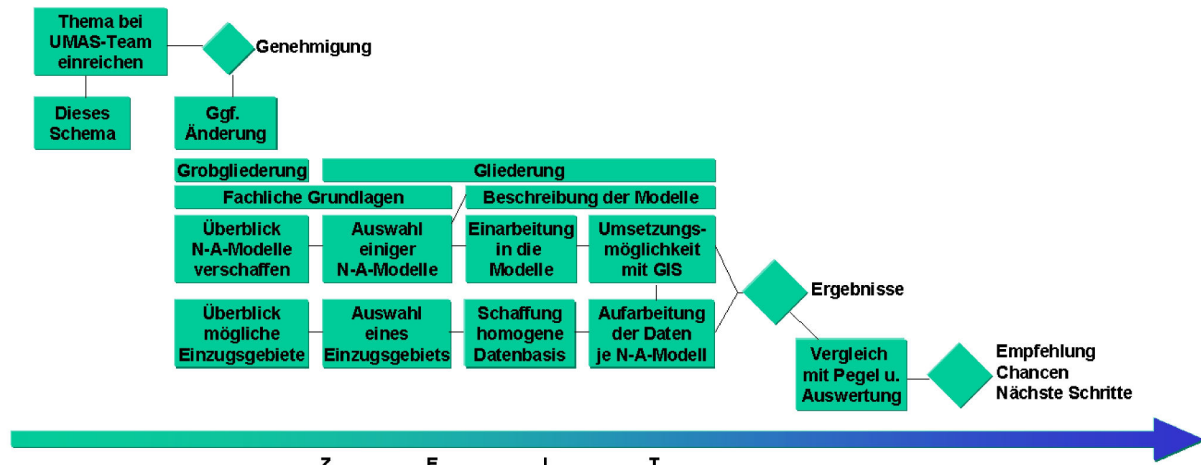 Thema bei
UMAS-Team
einreichen
Genehmigung
Dieses
Schema
Ggf.
Änderung
Grobgliederung
Gliederung
Fachliche Grundlagen
Beschreibung der Modelle
Überblick
N-A-Modelle
verschaffen
Auswahl
einiger
N-A-Modelle
Einarbeitung
in die
Modelle
Umsetzungs-
möglichkeit
mit GIS
Ergebnisse
Überblick
mögliche
Einzugsgebiete
Auswahl
eines
Einzugsgebiets
Schaffung
homogene
Datenbasis
Aufarbeitung
der Daten
je N-A-Modell
Vergleich
mit Pegel u.
Auswertung
Empfehlung
Chancen
Nächste Schritte
Z E I T